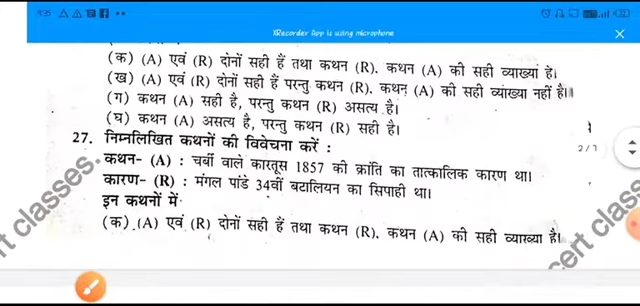 XRecorder App is using microphone
(क) (A) एवं (R) दोनों सही हैं तथा कथन (R). कथन (A) की सही व्याख्या है।
(ख) (A) एवं (R) दोनों सही हैं परन्तु कथन (R). कथन (A) की सही व्याख्या नहीं है।
(ग) कथन (A) सही है, परन्तु कथन (R) असत्य है।
(घ) कथन (A) असत्य है, परन्तु कथन (R) सही है।
27. निम्नलिखित कथनों की विवेचना करें :
2/7
कथन- (A) : चर्बी वाले कारतूस 1857 की क्रांति का तात्कालिक कारण था।
कारण- (R) : मंगल पांडे 34वीं बटालियन का सिपाही था।
इन कथनों में
(क) (A) एवं (R) दोनों सही हैं तथा कथन (R). कथन (A) की सही व्याख्या है।
rt classes.
cert classes